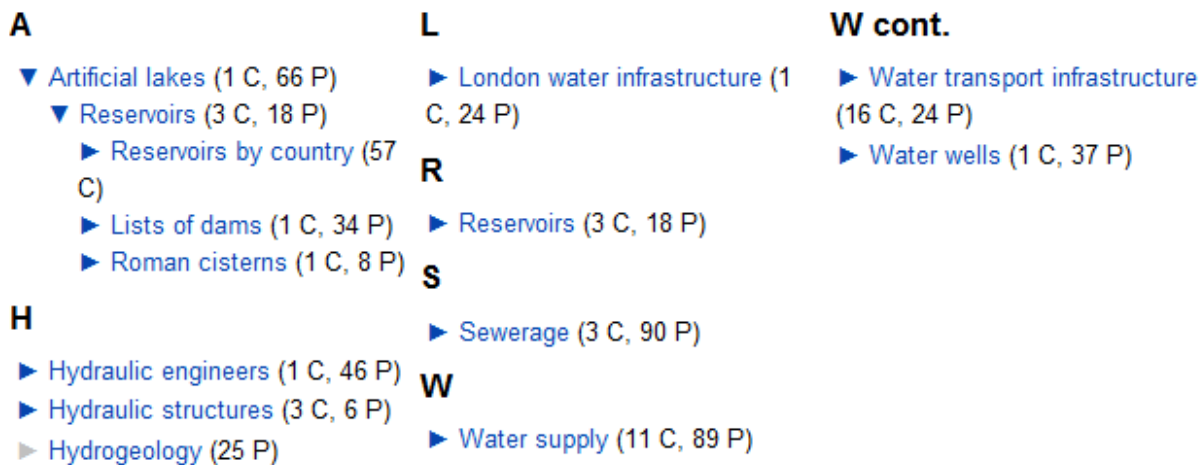 A
▼ Artificial lakes (1 C, 66 P)
▼ Reservoirs (3 C, 18 P)
► Reservoirs by country (57
C)
► Lists of dams (1 C, 34 P)
► Roman cisterns (1 C, 8 P)
H
► Hydraulic engineers (1 C, 46 P)
► Hydraulic structures (3 C, 6 P)
► Hydrogeology (25 P)
L
► London water infrastructure (1
C, 24 P)
R
► Reservoirs (3 C, 18 P)
S
► Sewerage (3 C, 90 P)
W
► Water supply (11 C, 89 P)
W cont.
► Water transport infrastructure
(16 C, 24 P)
► Water wells (1 C, 37 P)